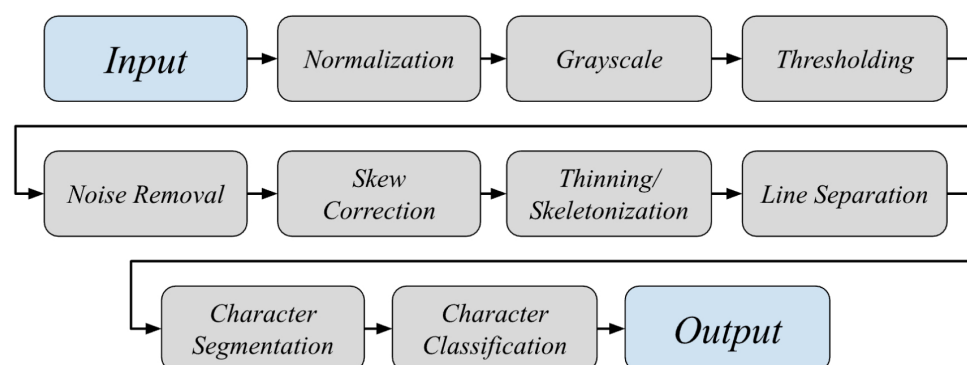 Input
Normalization
Grayscale
Thresholding
Noise Removal
Skew
Correction
Thinning/
Skeletonization
Line Separation
Character
Segmentation
Character
Classification
Output